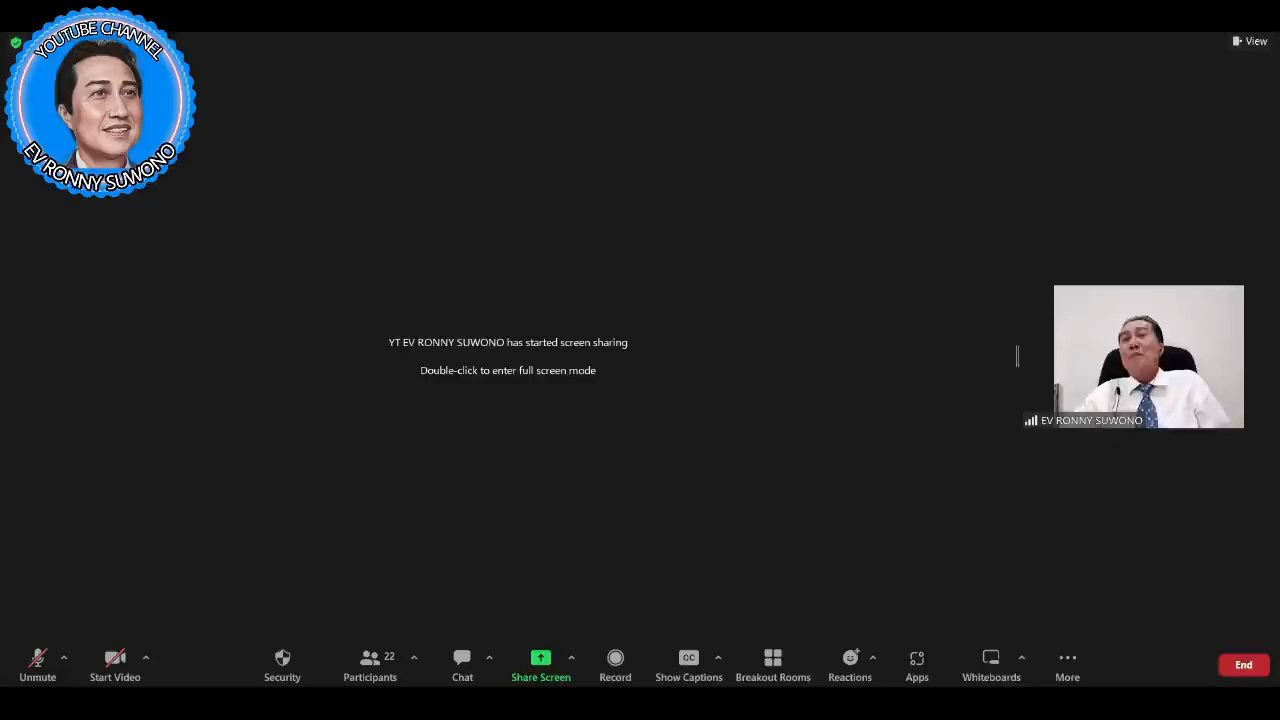 YOUTUBE CHANNEL
EV RONNY SUWONO
View
YT EV RONNY SUWONO has started screen sharing
Double-click to enter full screen mode
EV RONNY SUWONO
22
CC
Unmute
Start Video
Security
Participants
Chat
Share Screen
Record
Show Captions
Breakout Rooms
Reactions
Apps
Whiteboards
More
End